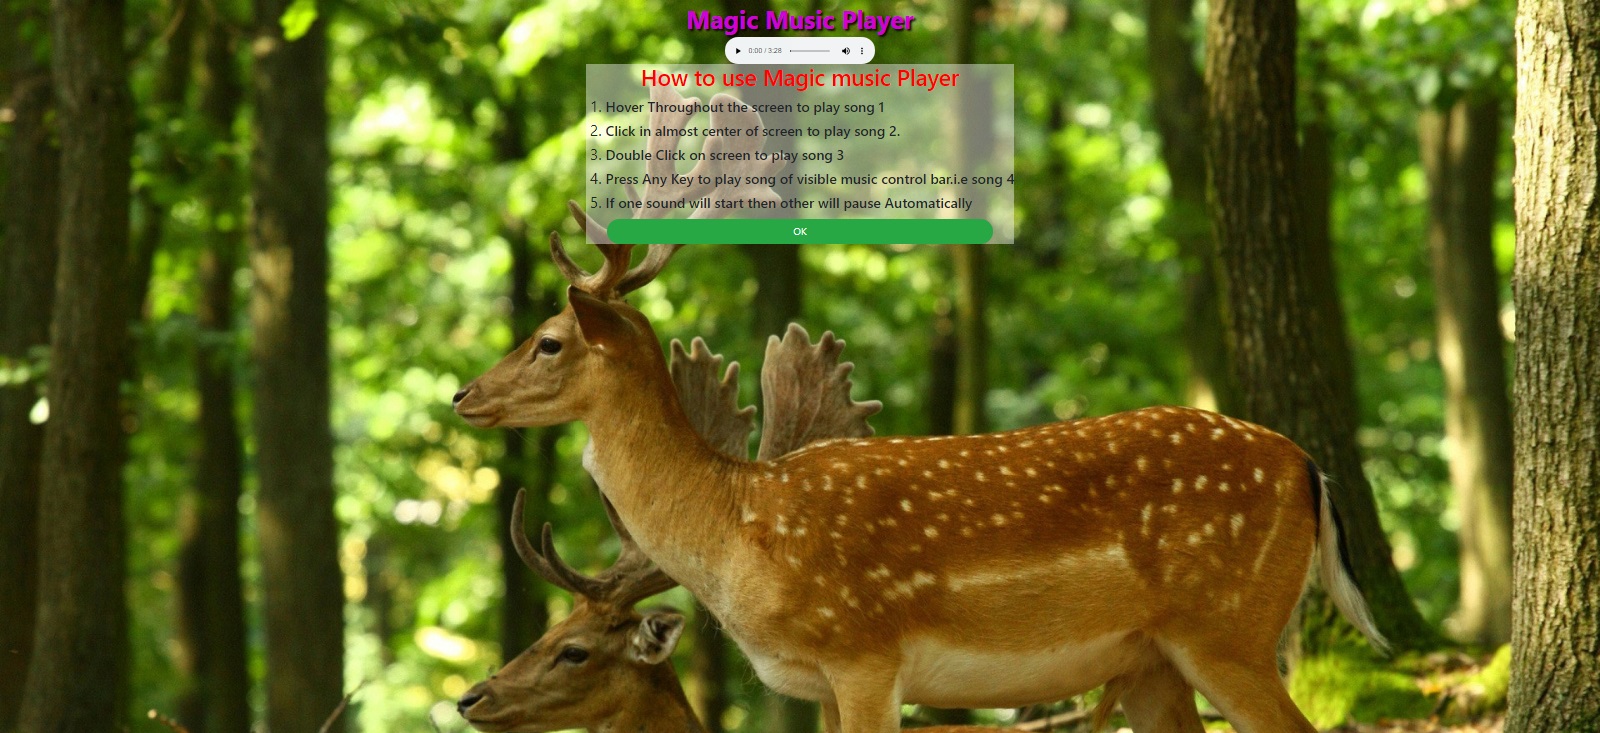 Magic Music Player
0:00 / 3:28
How to use Magic music Player
1. Hover Throughout the screen to play song 1
2. Click in almost center of screen to play song 2.
3. Double Click on screen to play song 3
4. Press Any Key to play song of visible music control bar.i.e song 4
5. If one sound will start then other will pause Automatically
OK